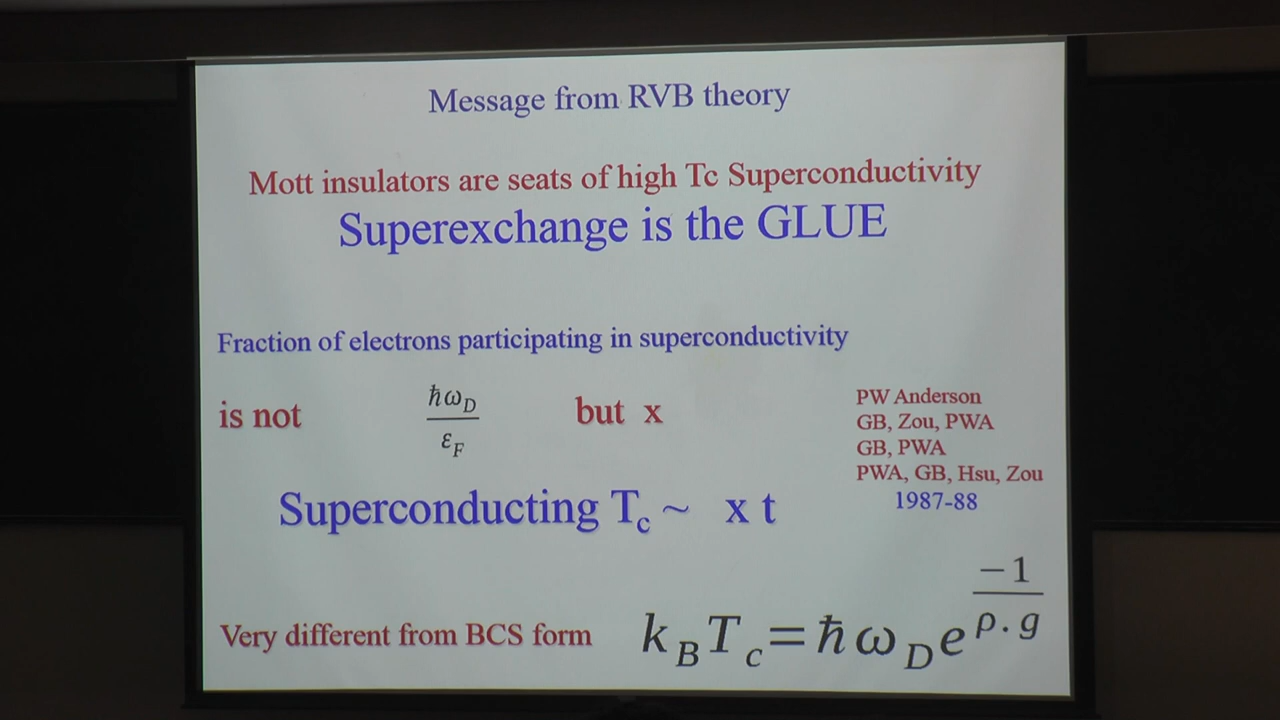 Message from RVB theory
Mott insulators are seats of high Tc Superconductivity
Superexchange is the GLUE
Fraction of electrons participating in superconductivity
is not ħω_D / ε_F but x
PW Anderson
GB, Zou, PWA
GB, PWA
PWA, GB, Hsu, Zou
1987-88
Superconducting T_c ~ x t
Very different from BCS form k_B T_c = ħω_D e^(−1 / ρ.g)